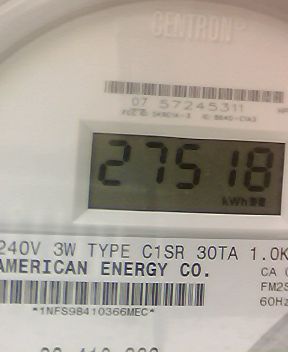 CENTRON®
07 57245311
27518
kWh
240V 3W TYPE C1SR 30TA 1.0K
AMERICAN ENERGY CO.
CA
FM2S
60Hz
*1NFS98410366MEC*